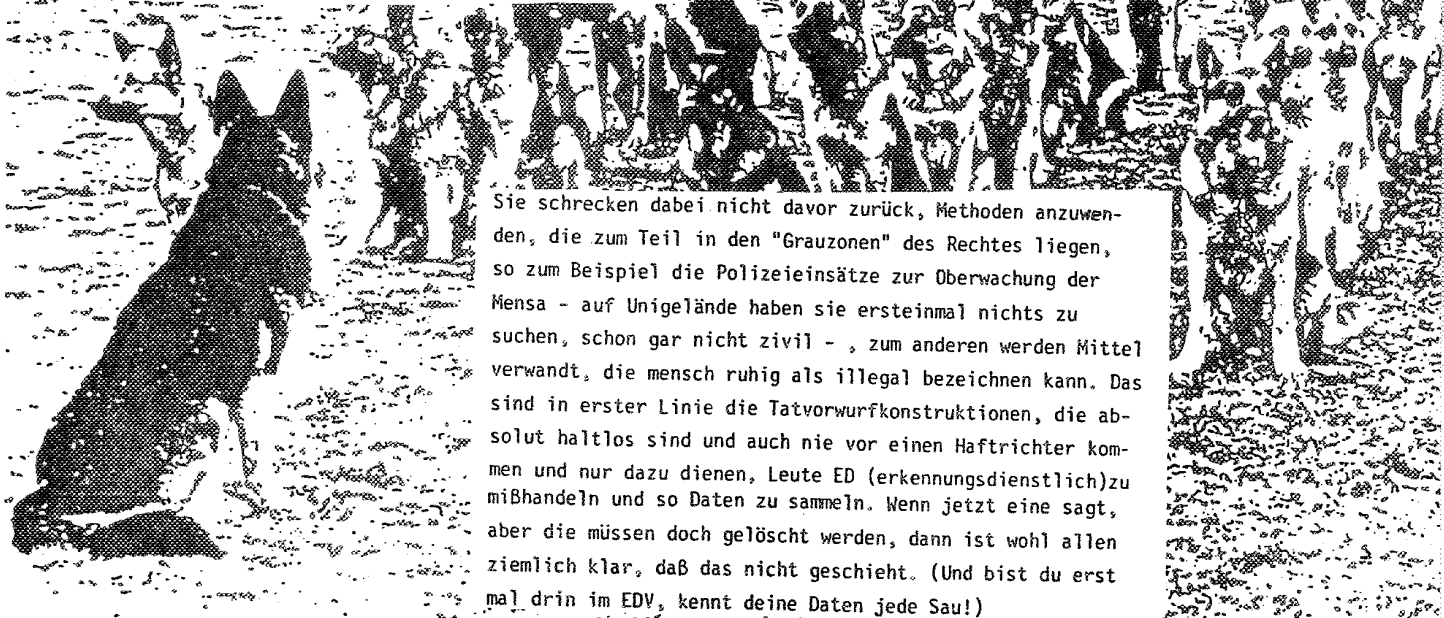 Sie schrecken dabei nicht davor zurück, Methoden anzuwen-
den, die zum Teil in den "Grauzonen" des Rechtes liegen,
so zum Beispiel die Polizeieinsätze zur Oberwachung der
Mensa - auf Unigelände haben sie ersteinmal nichts zu
suchen, schon gar nicht zivil - , zum anderen werden Mittel
verwandt, die mensch ruhig als illegal bezeichnen kann. Das
sind in erster Linie die Tatvorwurfkonstruktionen, die ab-
solut haltlos sind und auch nie vor einen Haftrichter kom-
men und nur dazu dienen, Leute ED (erkennungsdienstlich)zu
mißhandeln und so Daten zu sammeln. Wenn jetzt eine sagt,
aber die müssen doch gelöscht werden, dann ist wohl allen
ziemlich klar, daß das nicht geschieht. (Und bist du erst
mal drin im EDV, kennt deine Daten jede Sau!)